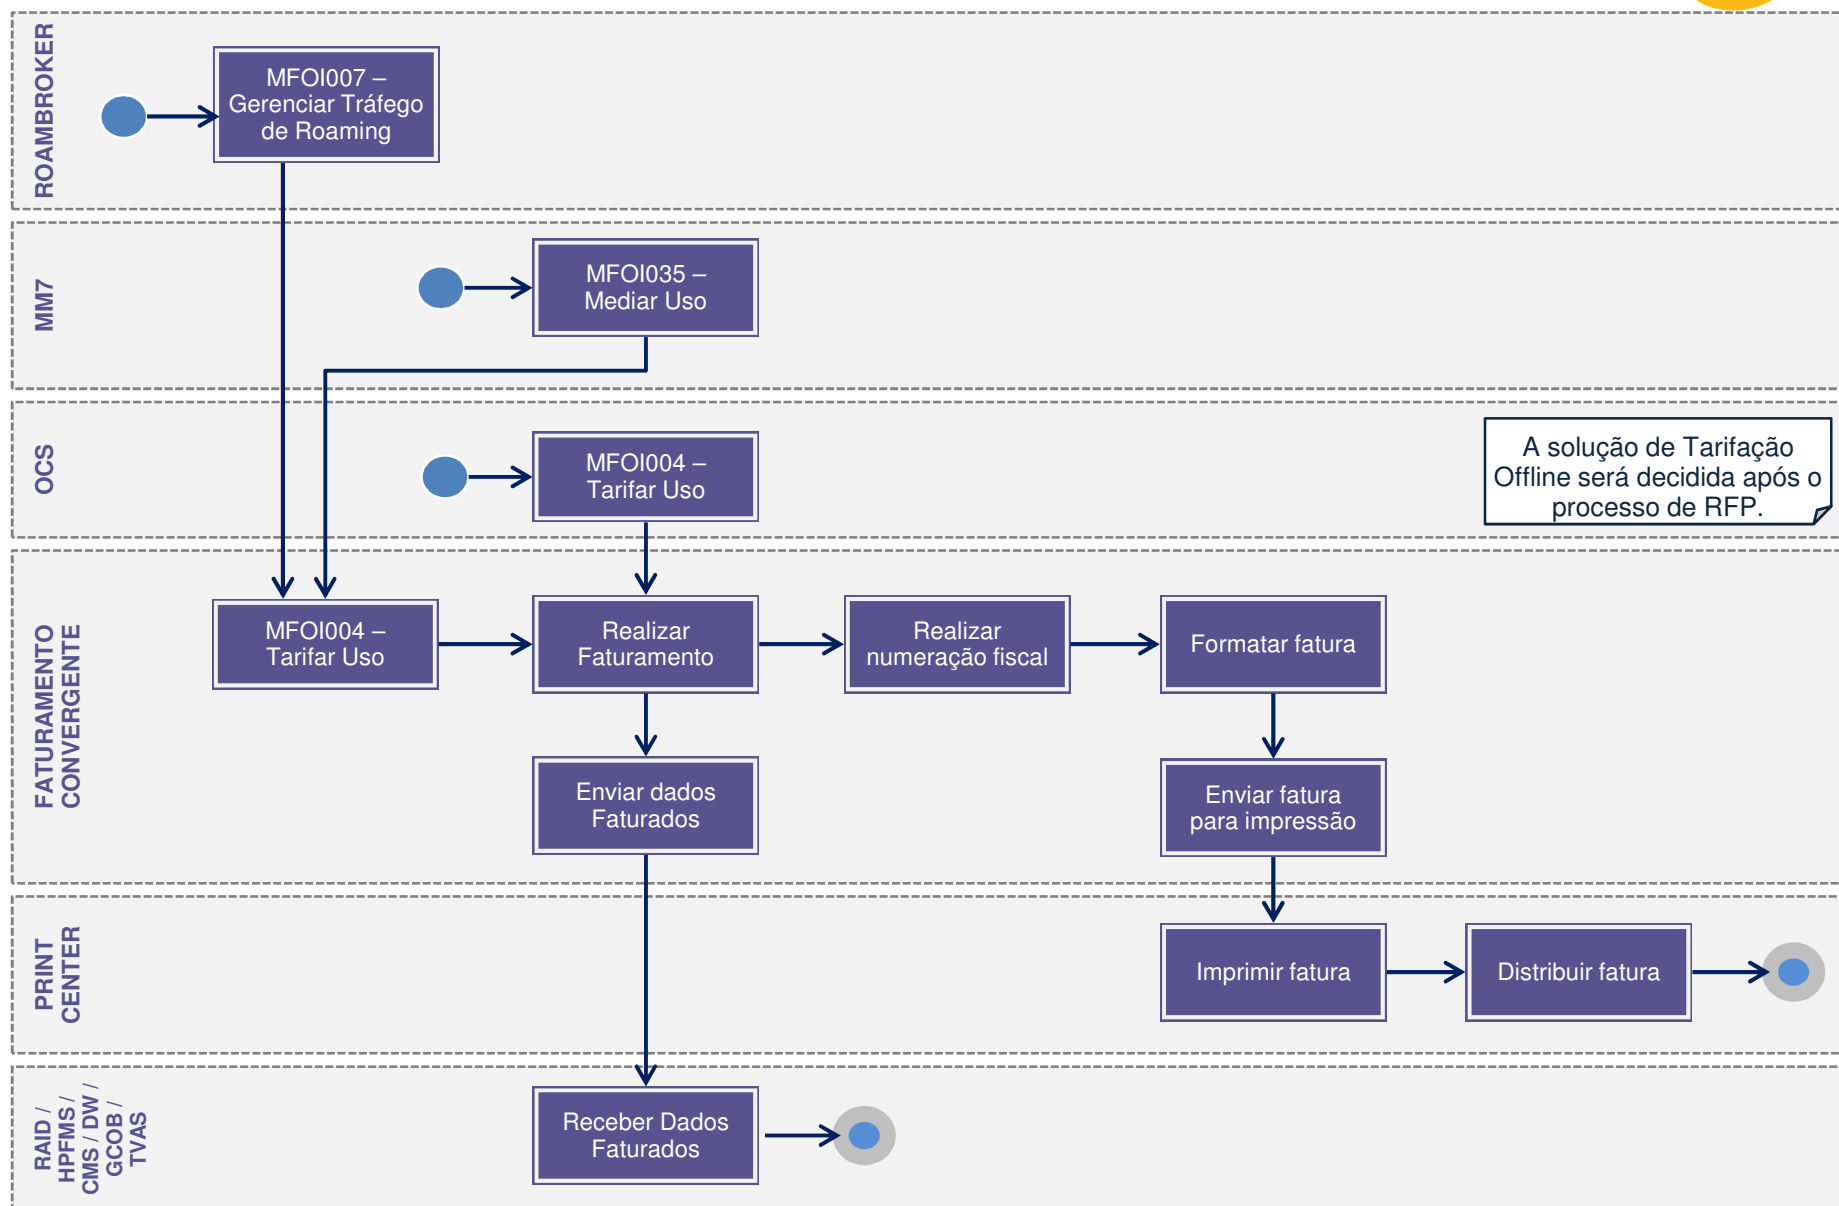 ROAMBROKER
MFOI007 –
Gerenciar Tráfego
de Roaming
MM7
MFOI035 –
Mediar Uso
OCS
MFOI004 –
Tarifar Uso
A solução de Tarifação
Offline será decidida após o
processo de RFP.
FATURAMENTO
CONVERGENTE
MFOI004 –
Tarifar Uso
Realizar
Faturamento
Realizar
numeração fiscal
Formatar fatura
Enviar dados
Faturados
Enviar fatura
para impressão
PRINT
CENTER
Imprimir fatura
Distribuir fatura
RAID /
HPFMS /
CMS / DW /
GCOB /
TVAS
Receber Dados
Faturados